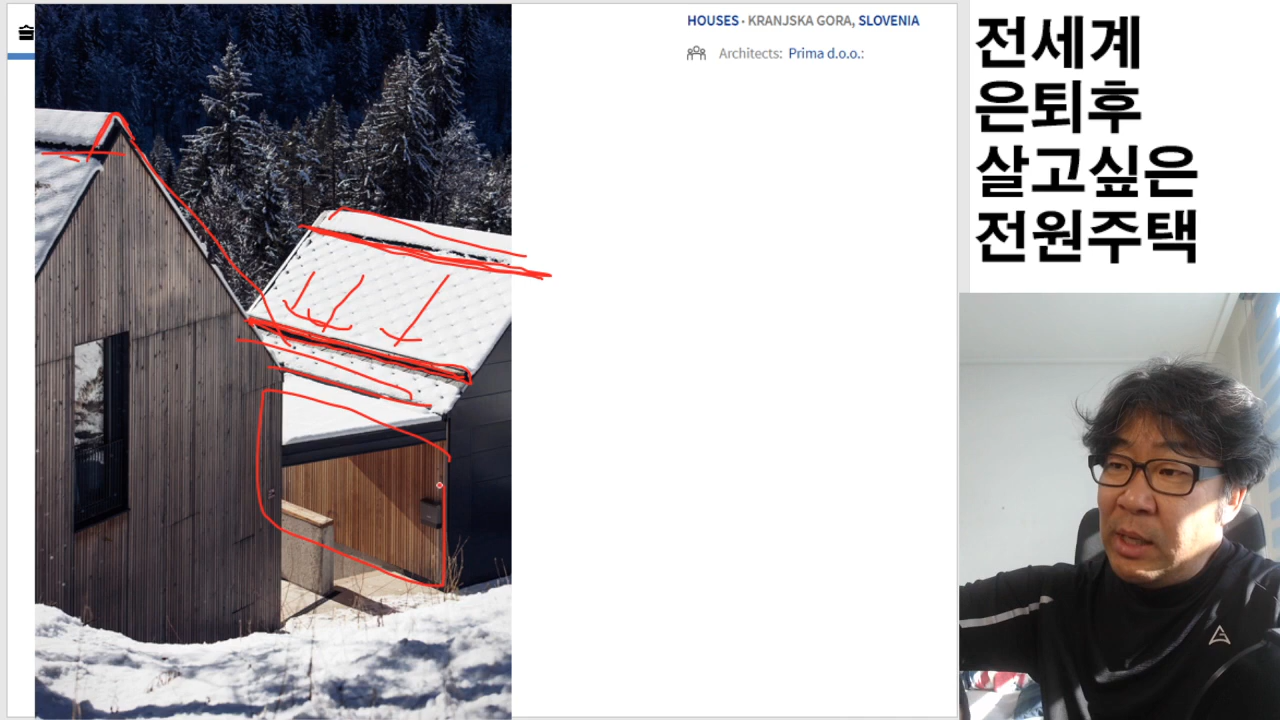 HOUSES · KRANJSKA GORA, SLOVENIA
Architects: Prima d.o.o.:
전세계
은퇴후
살고싶은
전원주택